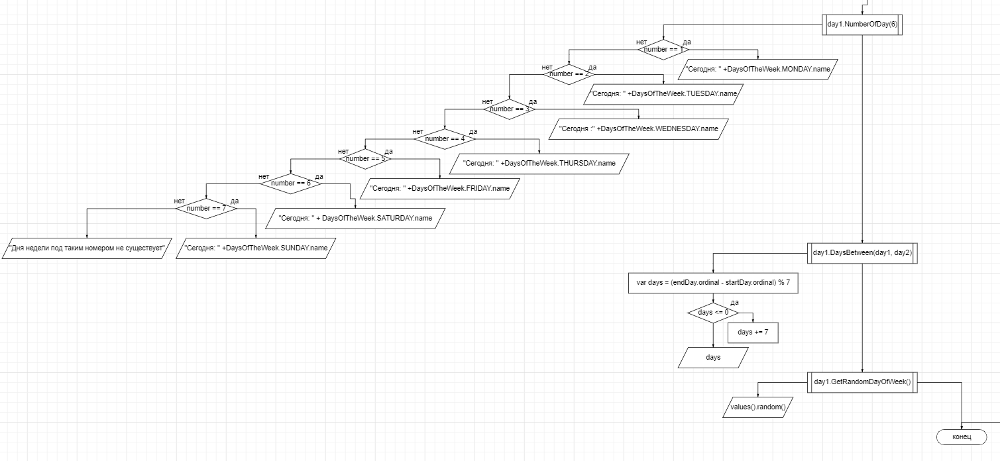 day1.NumberOfDay(6)
нет
да
number == 1
"Сегодня: " +DaysOfTheWeek.MONDAY.name
нет
да
number == 2
"Сегодня: " +DaysOfTheWeek.TUESDAY.name
нет
да
number == 3
"Сегодня :" +DaysOfTheWeek.WEDNESDAY.name
нет
да
number == 4
"Сегодня: " +DaysOfTheWeek.THURSDAY.name
нет
да
number == 5
"Сегодня: " +DaysOfTheWeek.FRIDAY.name
нет
да
number == 6
"Сегодня: " + DaysOfTheWeek.SATURDAY.name
нет
да
number == 7
"Дня недели под таким номером не существует"
"Сегодня: " +DaysOfTheWeek.SUNDAY.name
day1.DaysBetween(day1, day2)
var days = (endDay.ordinal - startDay.ordinal) % 7
да
days <= 0
days += 7
days
day1.GetRandomDayOfWeek()
values().random()
конец